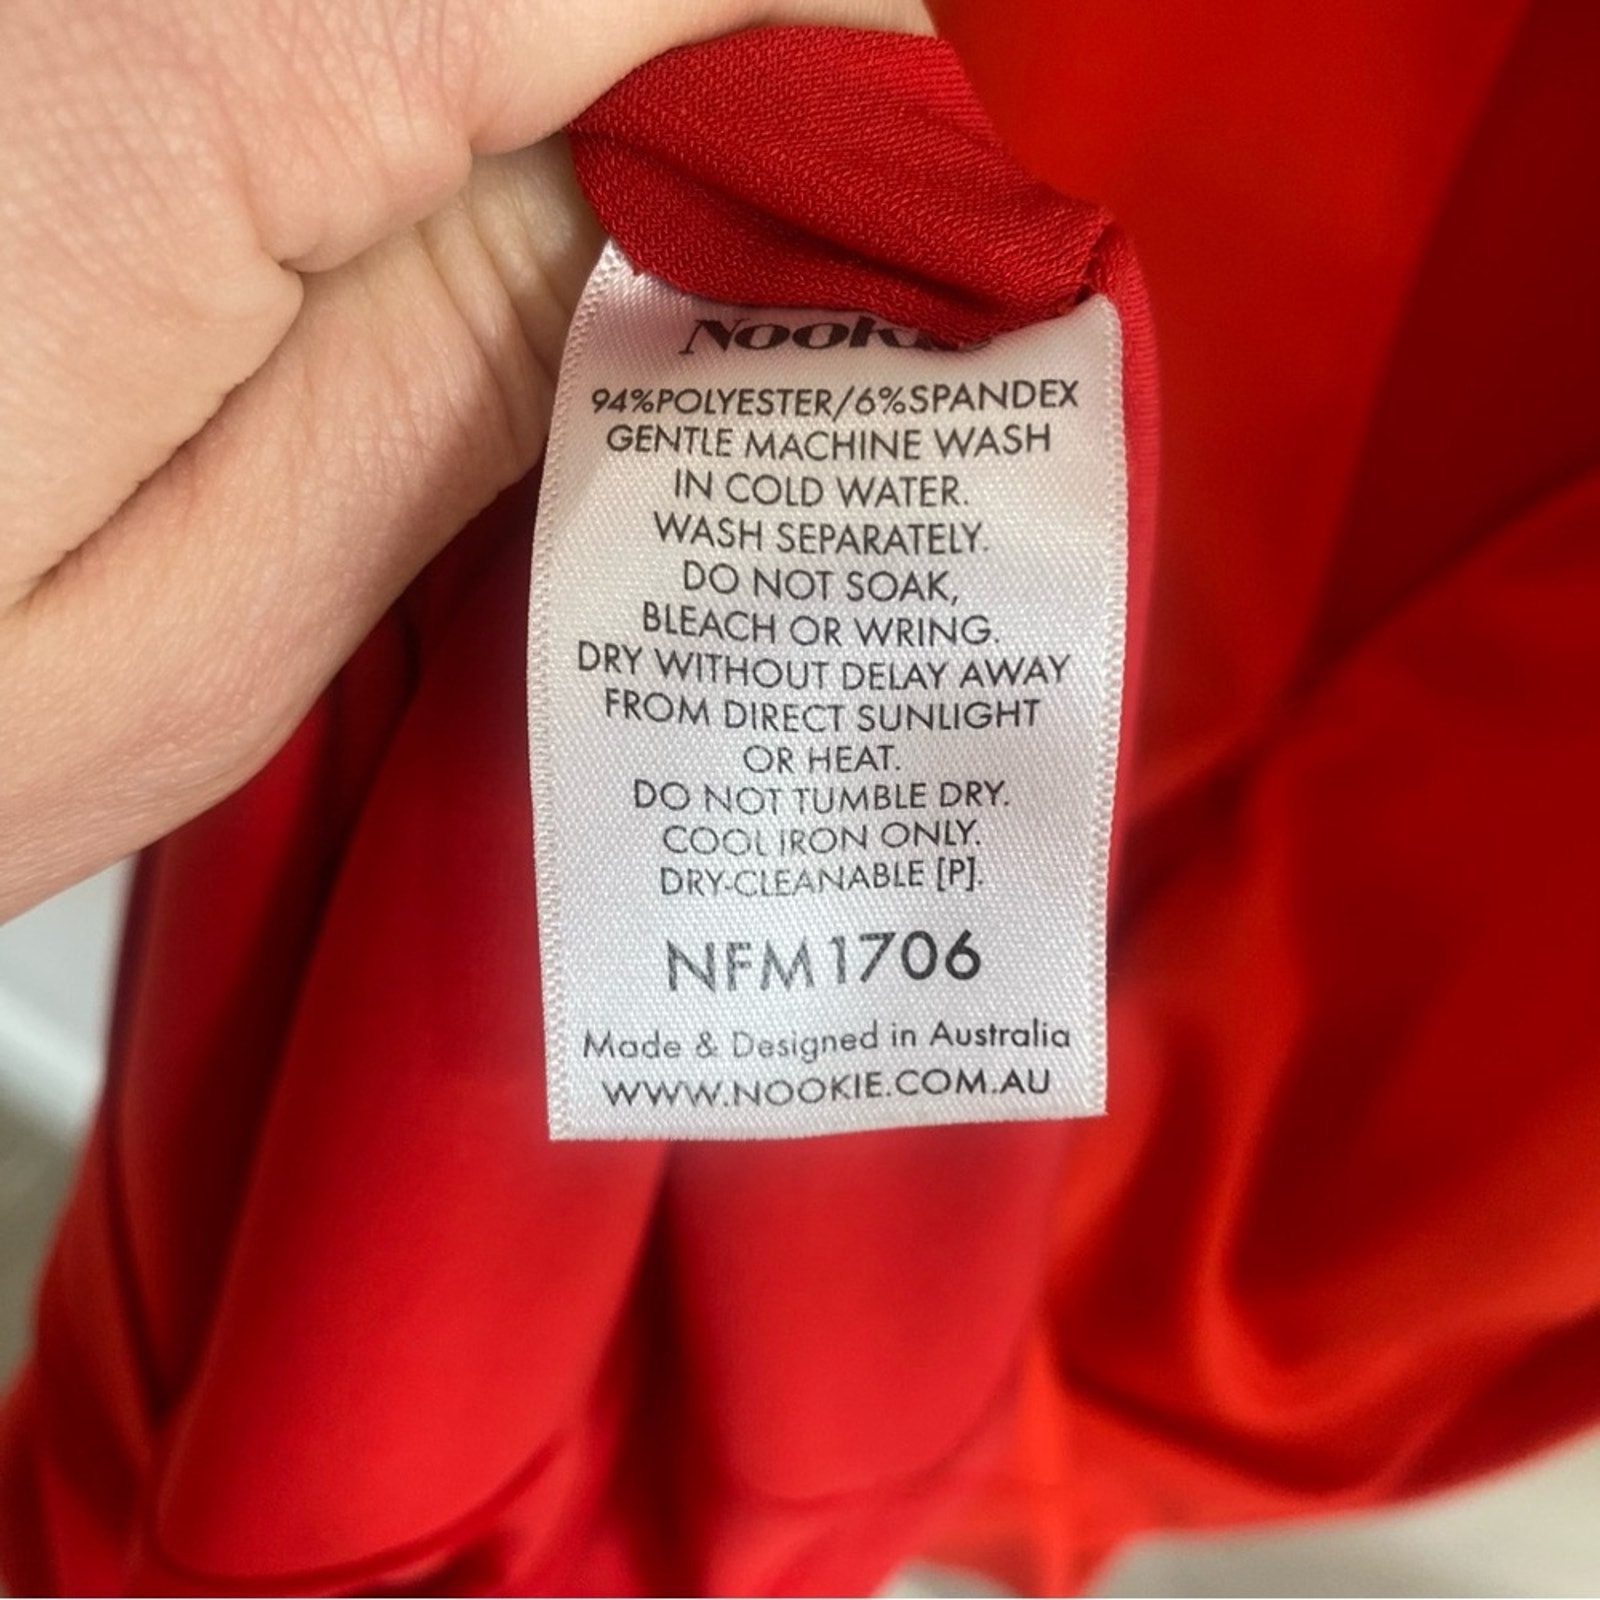 Nookie
94%POLYESTER/6%SPANDEX
GENTLE MACHINE WASH
IN COLD WATER.
WASH SEPARATELY.
DO NOT SOAK,
BLEACH OR WRING.
DRY WITHOUT DELAY AWAY
FROM DIRECT SUNLIGHT
OR HEAT.
DO NOT TUMBLE DRY.
COOL IRON ONLY.
DRY-CLEANABLE [P].
NFM1706
Made & Designed in Australia
WWW.NOOKIE.COM.AU